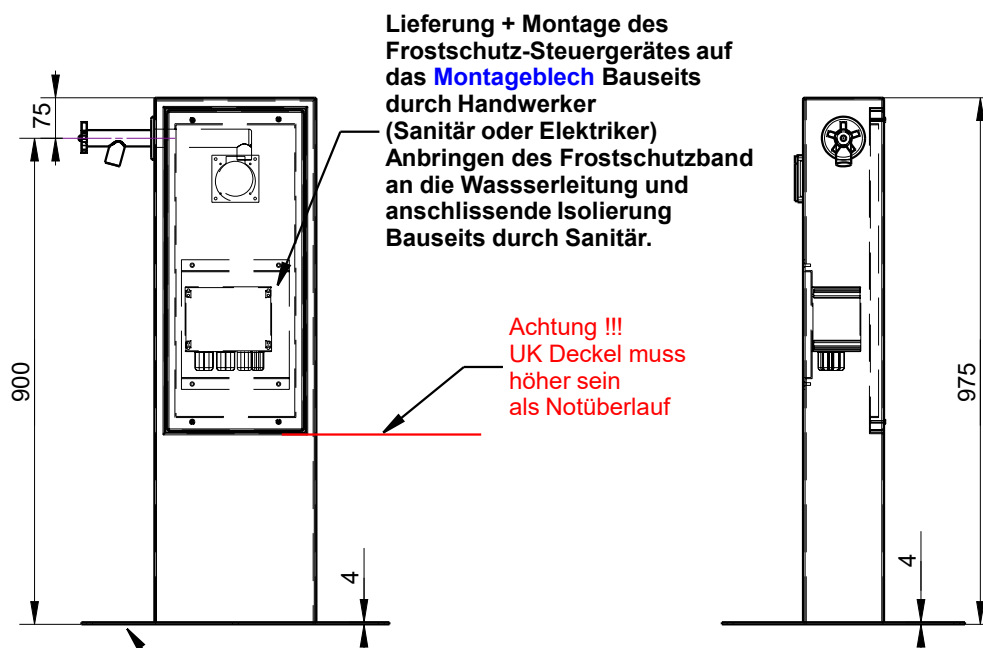 Lieferung + Montage des
Frostschutz-Steuergerätes auf
das Montageblech Bauseits
durch Handwerker
(Sanitär oder Elektriker)
Anbringen des Frostschutzband
an die Wassserleitung und
anschlissende Isolierung
Bauseits durch Sanitär.
75
Achtung !!!
UK Deckel muss
höher sein
als Notüberlauf
900
975
4
4